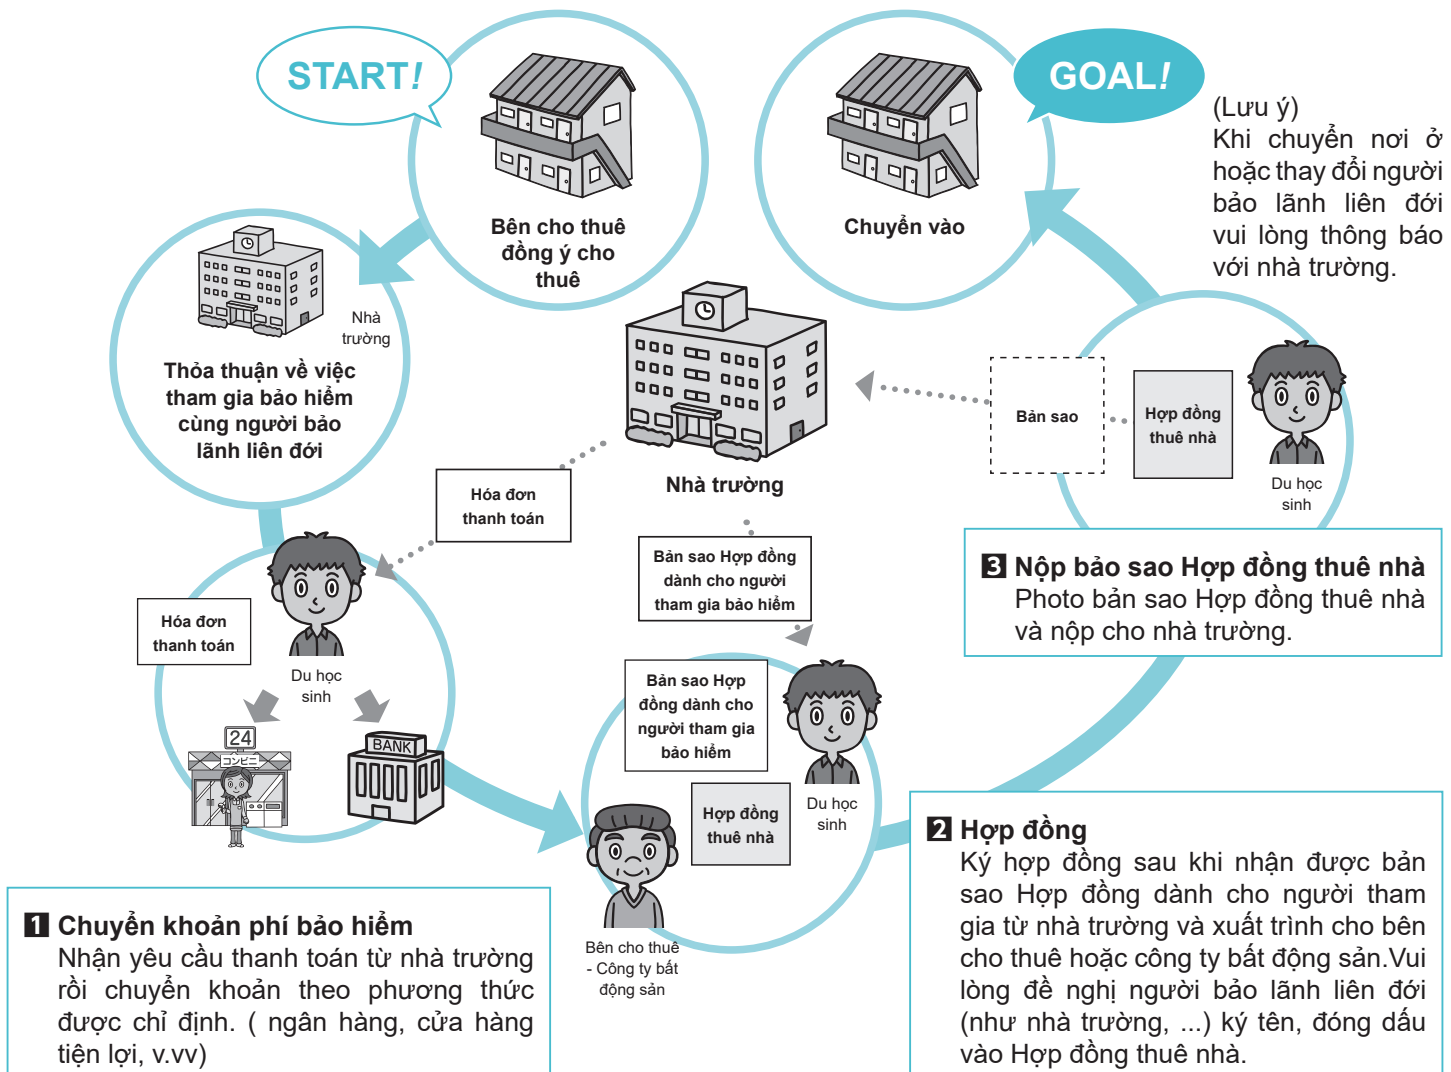 START!
Bên cho thuê
đồng ý cho
thuê
GOAL!
Chuyển vào
(Lưu ý)
Khi chuyển nơi ở
hoặc thay đổi người
bảo lãnh liên đới
vui lòng thông báo
với nhà trường.
Nhà
trường
Thỏa thuận về việc
tham gia bảo hiểm
cùng người bảo
lãnh liên đới
Nhà trường
Hóa đơn
thanh toán
Bản sao Hợp đồng
dành cho người
tham gia bảo hiểm
Bản sao
Hợp đồng
thuê nhà
Du học
sinh
3 Nộp bảo sao Hợp đồng thuê nhà
Photo bản sao Hợp đồng thuê nhà
và nộp cho nhà trường.
Hóa đơn
thanh toán
Du học
sinh
24
コンビニ
BANK
Bản sao Hợp
đồng dành cho
người tham gia
bảo hiểm
Hợp đồng
thuê nhà
Du học
sinh
Bên cho thuê
- Công ty bất
động sản
1 Chuyển khoản phí bảo hiểm
Nhận yêu cầu thanh toán từ nhà trường
rồi chuyển khoản theo phương thức
được chỉ định. ( ngân hàng, cửa hàng
tiện lợi, v.vv)
2 Hợp đồng
Ký hợp đồng sau khi nhận được bản
sao Hợp đồng dành cho người tham
gia từ nhà trường và xuất trình cho bên
cho thuê hoặc công ty bất động sản.Vui
lòng đề nghị người bảo lãnh liên đới
(như nhà trường, ...) ký tên, đóng dấu
vào Hợp đồng thuê nhà.